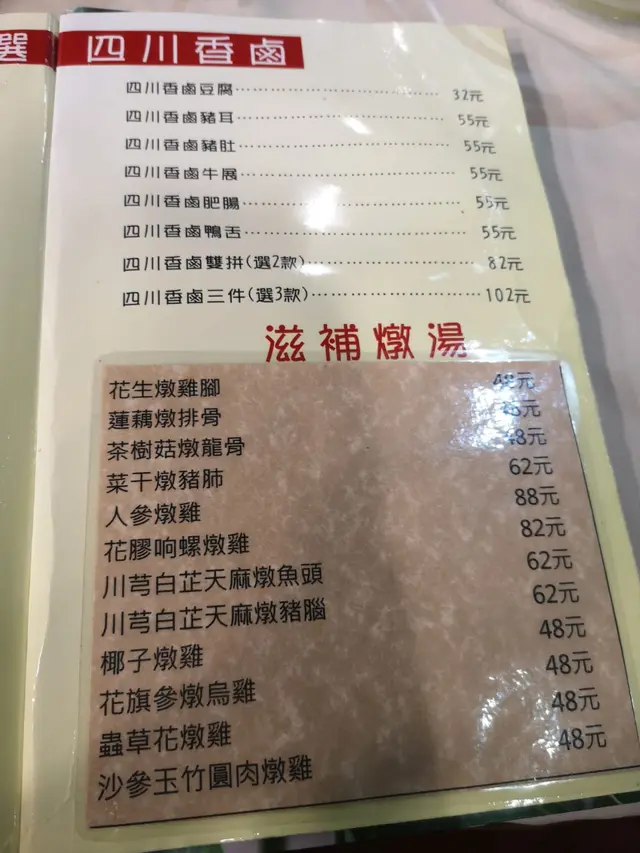 選
四川香鹵
四川香鹵豆腐 32元
四川香鹵豬耳 55元
四川香鹵豬肚 55元
四川香鹵牛展 55元
四川香鹵肥腸 55元
四川香鹵鴨舌 55元
四川香鹵雙拼(選2款) 82元
四川香鹵三件(選3款) 102元
滋補燉湯
花生燉雞腳 48元
蓮藕燉排骨 48元
茶樹菇燉龍骨 48元
菜干燉豬肺 62元
人參燉雞 88元
花膠响螺燉雞 82元
川芎白芷天麻燉魚頭 62元
川芎白芷天麻燉豬腦 62元
椰子燉雞 48元
花旗參燉烏雞 48元
蟲草花燉雞 48元
沙參玉竹圓肉燉雞 48元